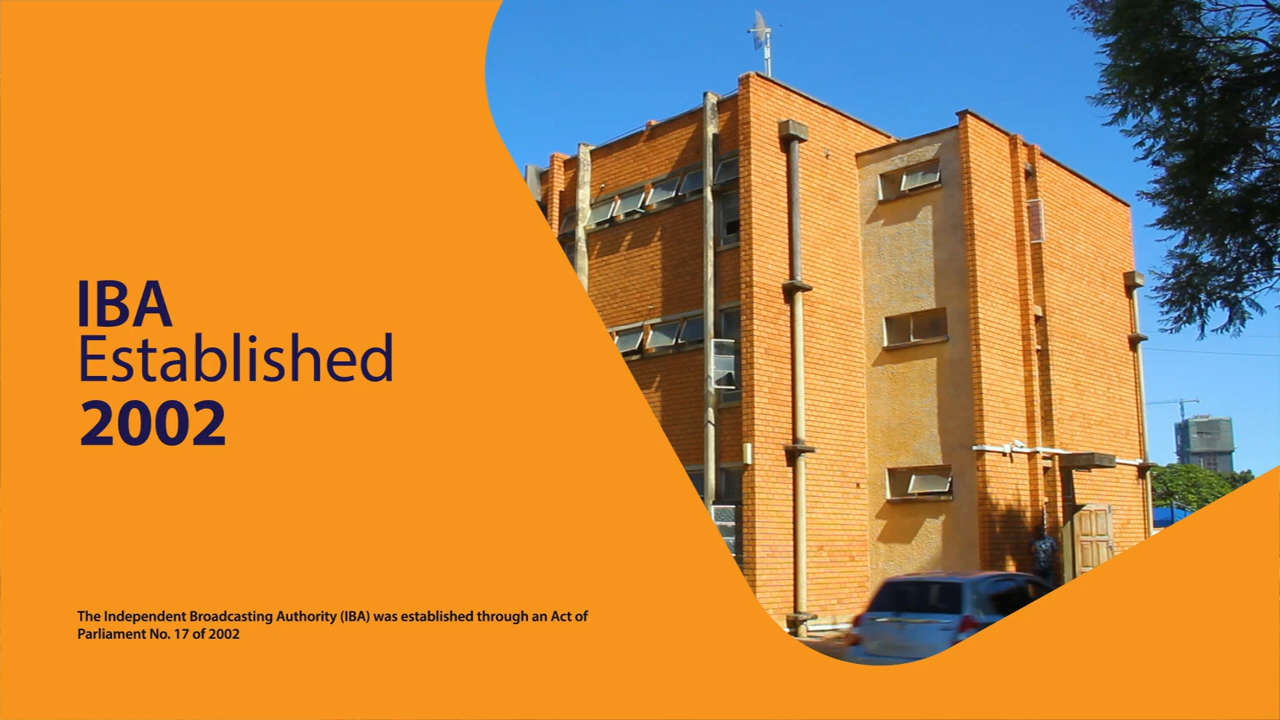 IBA
Established
2002
The Independent Broadcasting Authority (IBA) was established through an Act of
Parliament No. 17 of 2002